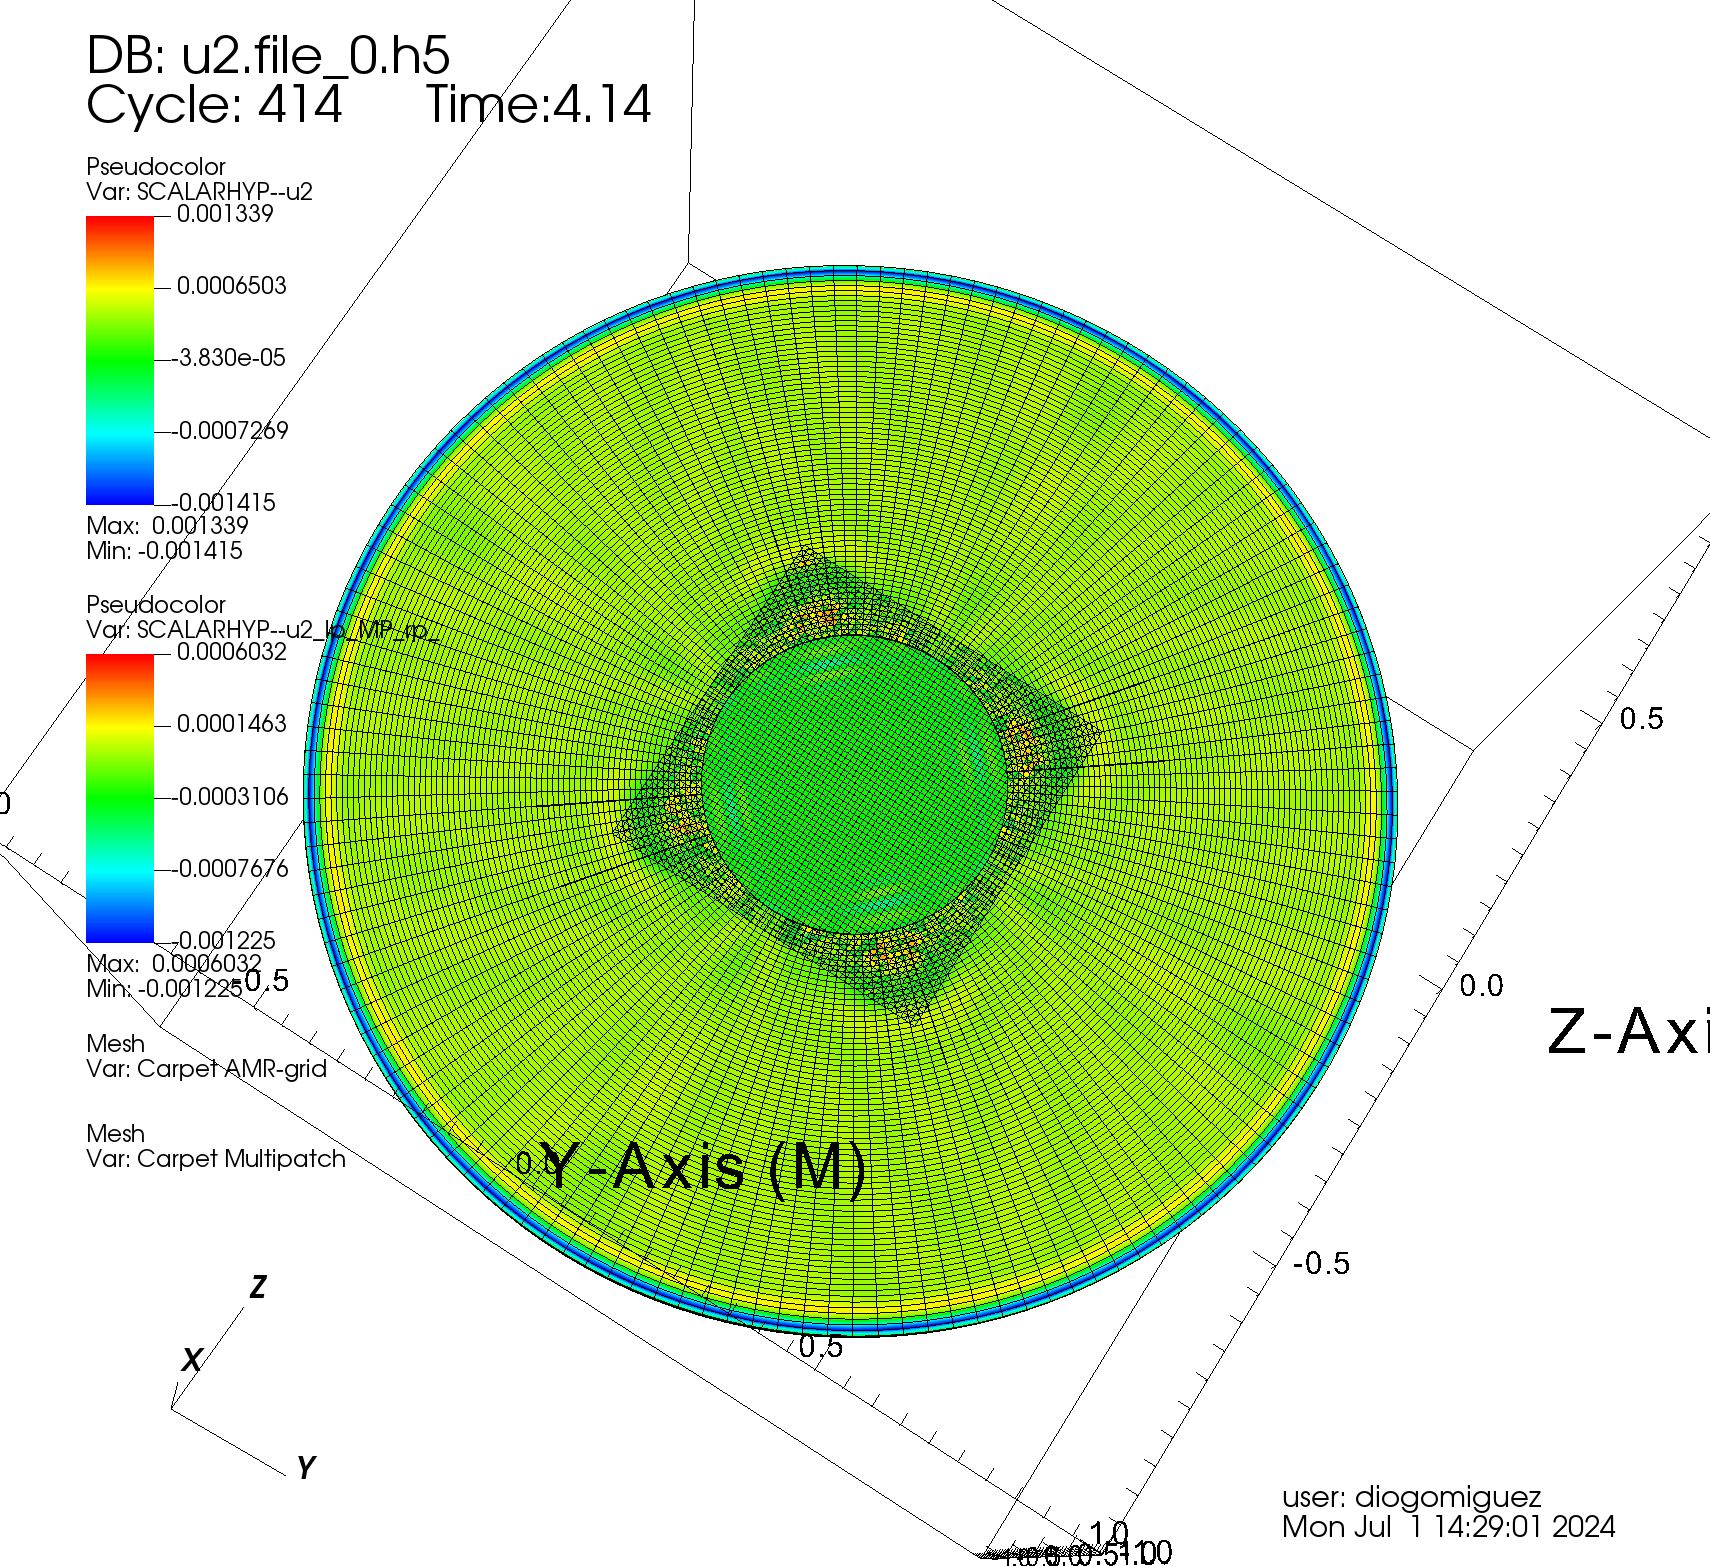 DB: u2.file_0.h5
Cycle: 414 Time:4.14
Pseudocolor
Var: SCALARHYP--u2
0.001339
0.0006503
-3.830e-05
-0.0007269
-0.001415
Max: 0.001339
Min: -0.001415
Pseudocolor
Var: SCALARHYP--u2_lp_MP_rp_
0.0006032
0.0001463
-0.0003106
-0.0007676
-0.001225
Max: 0.0006032
Min: -0.001225
Mesh
Var: Carpet AMR-grid
Mesh
Var: Carpet Multipatch
-0.5
0.0
Y-Axis (M)
0.5
1.0
0.5
0.0
Z-Axi
-0.5
Z
X
Y
user: diogomiguez
Mon Jul 1 14:29:01 2024